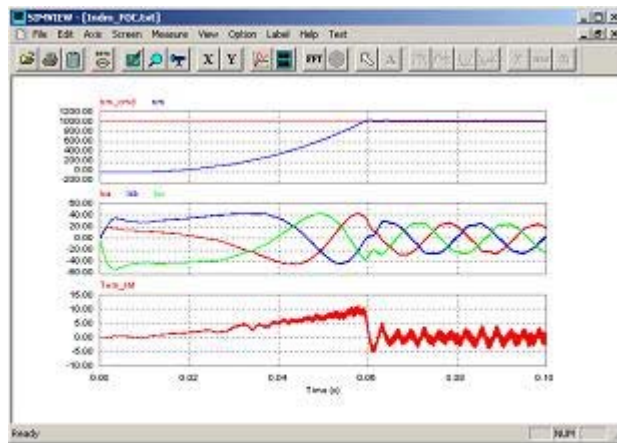 SIMVIEW - [Indm_FOC.txt]
File Edit Axis Screen Measure View Option Label Help Text
X Y FFT A
nm_cmd nm
1200.00
1000.00
800.00
600.00
400.00
200.00
0.00
-200.00
isa isb isc
60.00
40.00
20.00
0.00
-20.00
-40.00
-60.00
Tem_IM
15.00
10.00
5.00
0.00
-5.00
-10.00
0.00 0.02 0.04 0.06 0.08 0.10
Time (s)
Ready NUM